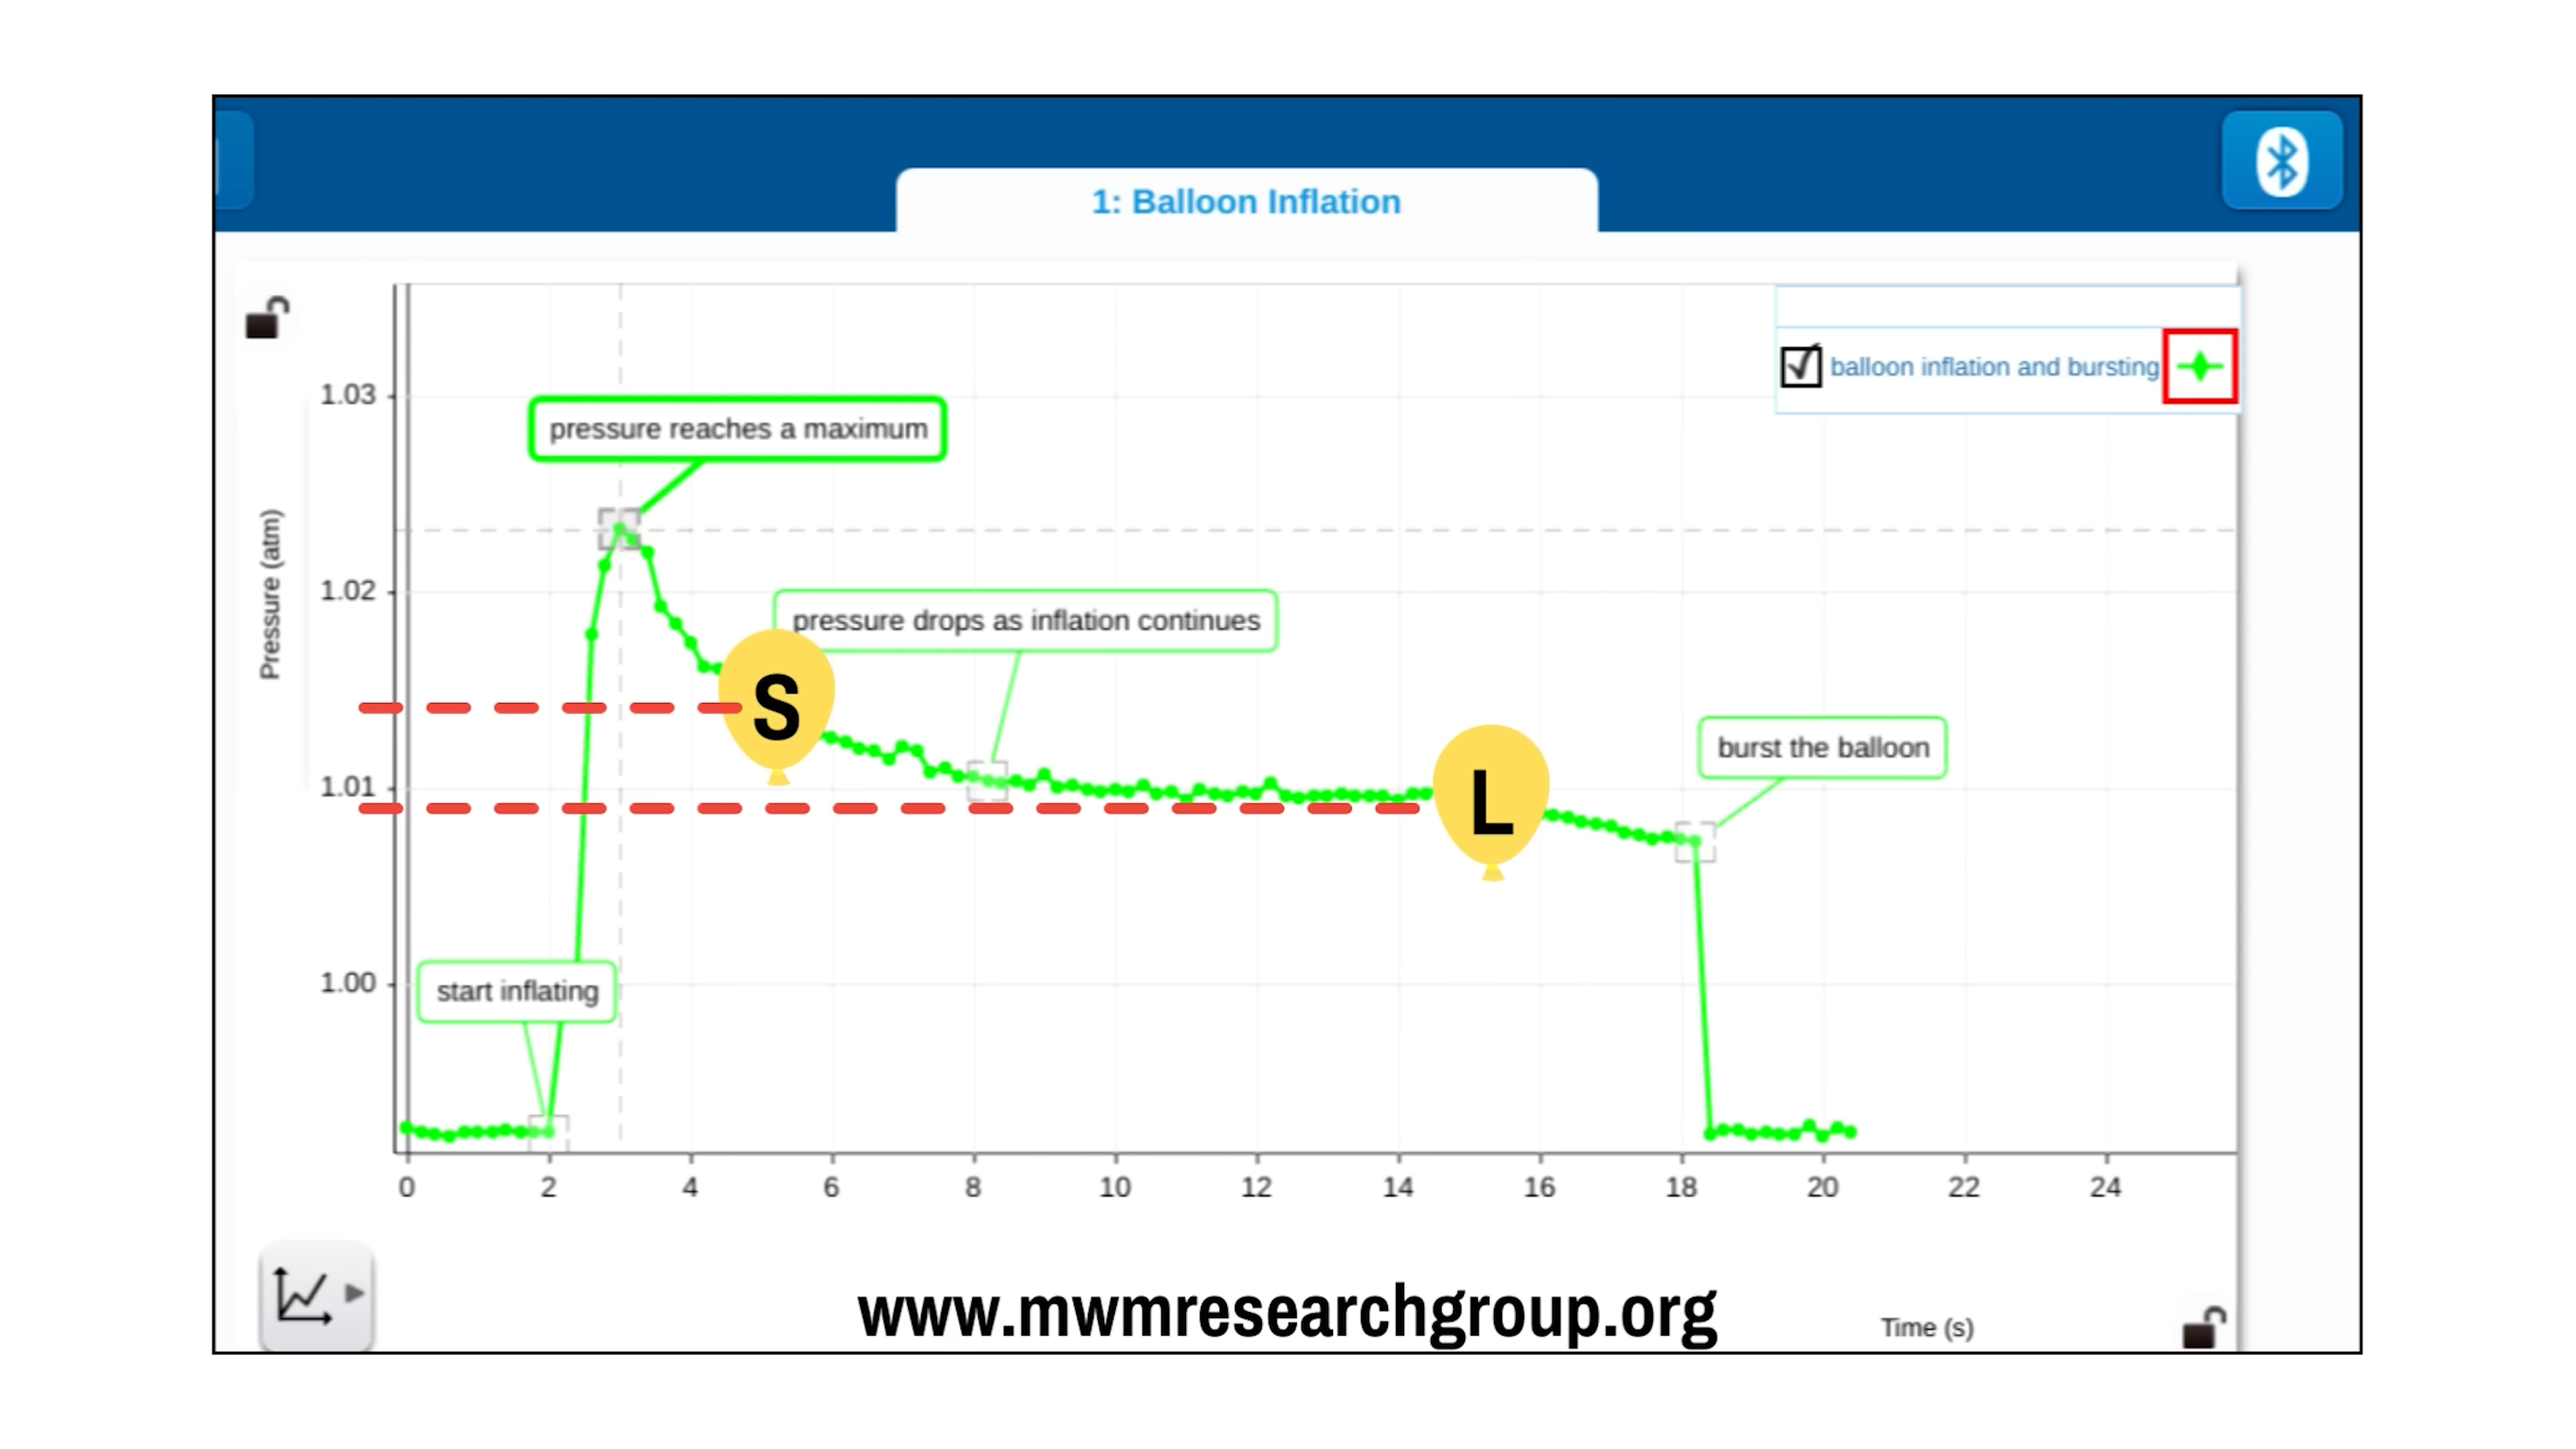 1: Balloon Inflation
balloon inflation and bursting
1.03
pressure reaches a maximum
Pressure (atm)
1.02
pressure drops as inflation continues
S
burst the balloon
1.01
L
1.00
start inflating
0 2 4 6 8 10 12 14 16 18 20 22 24
www.mwmresearchgroup.org
Time (s)